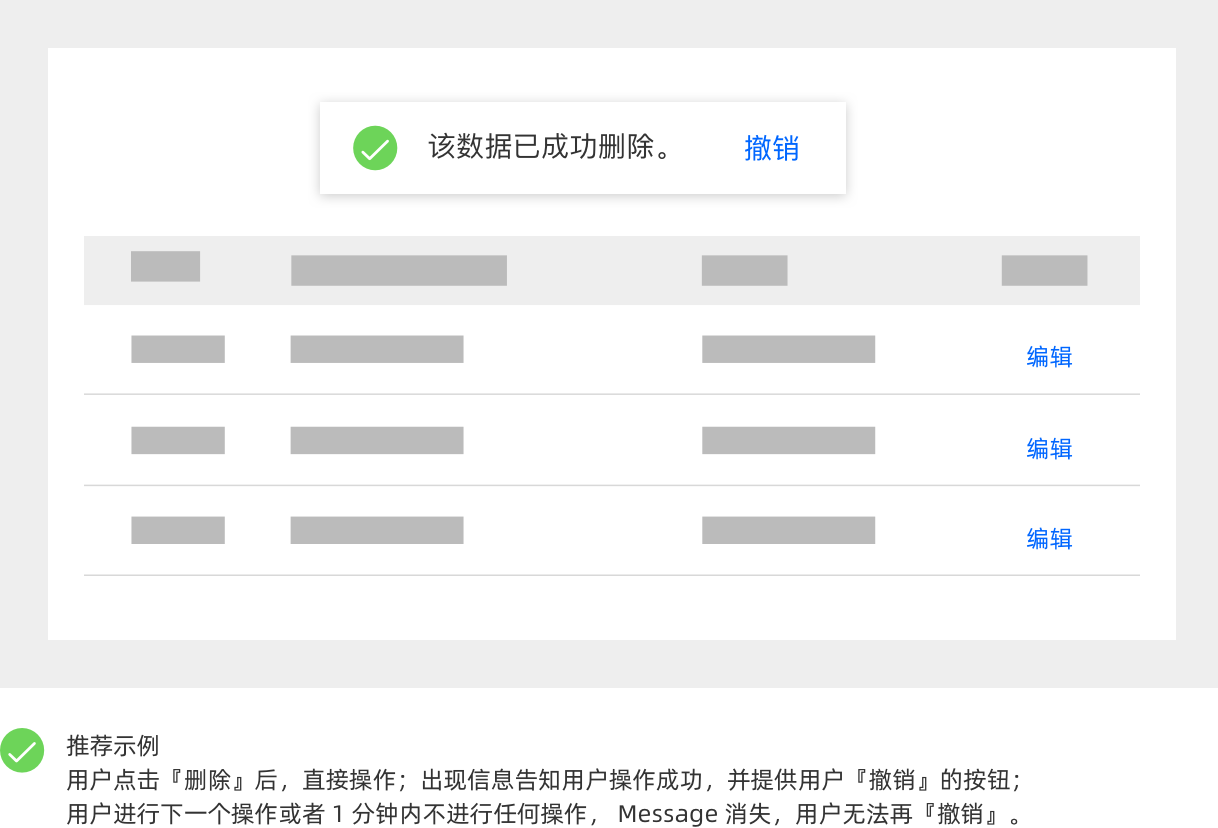 该数据已成功删除。 撤销
编辑
编辑
编辑
推荐示例
用户点击『删除』后，直接操作；出现信息告知用户操作成功，并提供用户『撤销』的按钮；
用户进行下一个操作或者 1 分钟内不进行任何操作， Message 消失，用户无法再『撤销』。